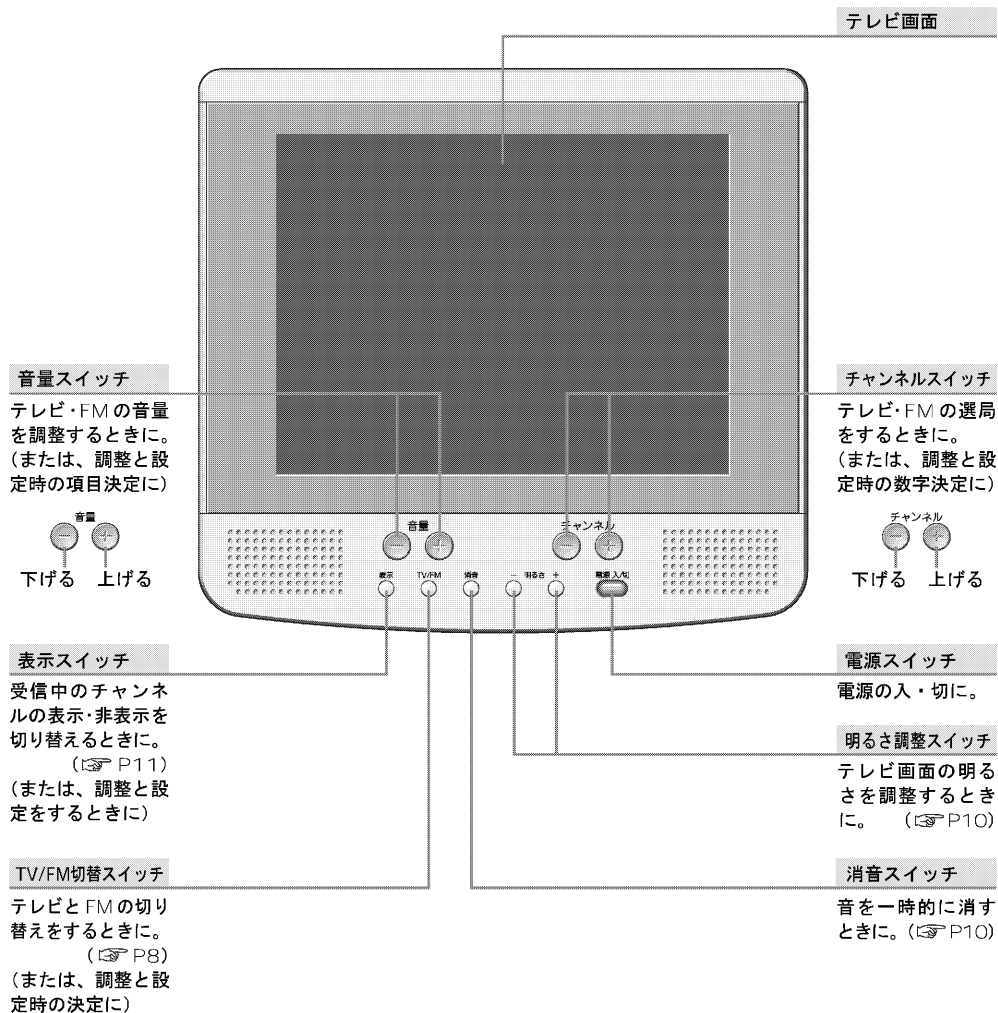 テレビ画面
音量スイッチ
テレビ・FMの音量
を調整するときに。
(または、調整と設
定時の項目決定に)
音量
− +
下げる 上げる
チャンネルスイッチ
テレビ・FMの選局
をするときに。
(または、調整と設
定時の数字決定に)
チャンネル
− +
下げる 上げる
音量
− +
チャンネル
− +
表示 TV/FM 消音 − 明るさ + 電源 入/切
表示スイッチ
受信中のチャンネ
ルの表示・非表示を
切り替えるときに。
(☞ P11)
(または、調整と設
定をするときに)
TV/FM切替スイッチ
テレビとFMの切り
替えをするときに。
(☞ P8)
(または、調整と設
定時の決定に)
電源スイッチ
電源の入・切に。
明るさ調整スイッチ
テレビ画面の明る
さを調整するとき
に。 (☞P10)
消音スイッチ
音を一時的に消す
ときに。(☞P10)